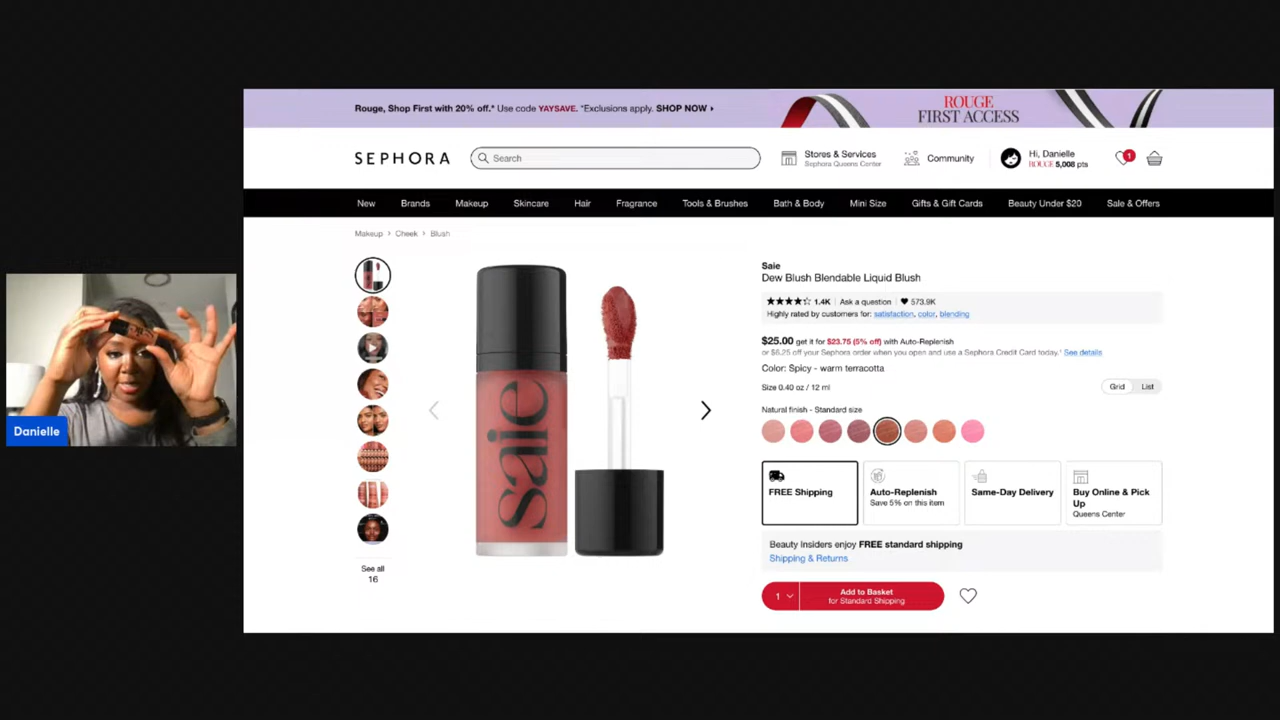 Rouge, Shop First with 20% off.* Use code YAYSAVE. *Exclusions apply. SHOP NOW
ROUGE
FIRST ACCESS
SEPHORA
Search
Stores & Services
Sephora Queens Center
Community
Hi, Danielle
ROUGE 5,008 pts
1
New Brands Makeup Skincare Hair Fragrance Tools & Brushes Bath & Body Mini Size Gifts & Gift Cards Beauty Under $20 Sale & Offers
Makeup > Cheek > Blush
saie
See all
16
Saie
Dew Blush Blendable Liquid Blush
1.4K | Ask a question | 573.9K
Highly rated by customers for: satisfaction, color, blending
$25.00 get it for $23.75 (5% off) with Auto-Replenish
or $6.25 off your Sephora order when you open and use a Sephora Credit Card today.¹ See details
Color: Spicy - warm terracotta
Size 0.40 oz / 12 ml
Grid List
Natural finish - Standard size
FREE Shipping
Auto-Replenish
Save 5% on this item
Same-Day Delivery
Buy Online & Pick
Up
Queens Center
Beauty Insiders enjoy FREE standard shipping
Shipping & Returns
1
Add to Basket
for Standard Shipping
Danielle